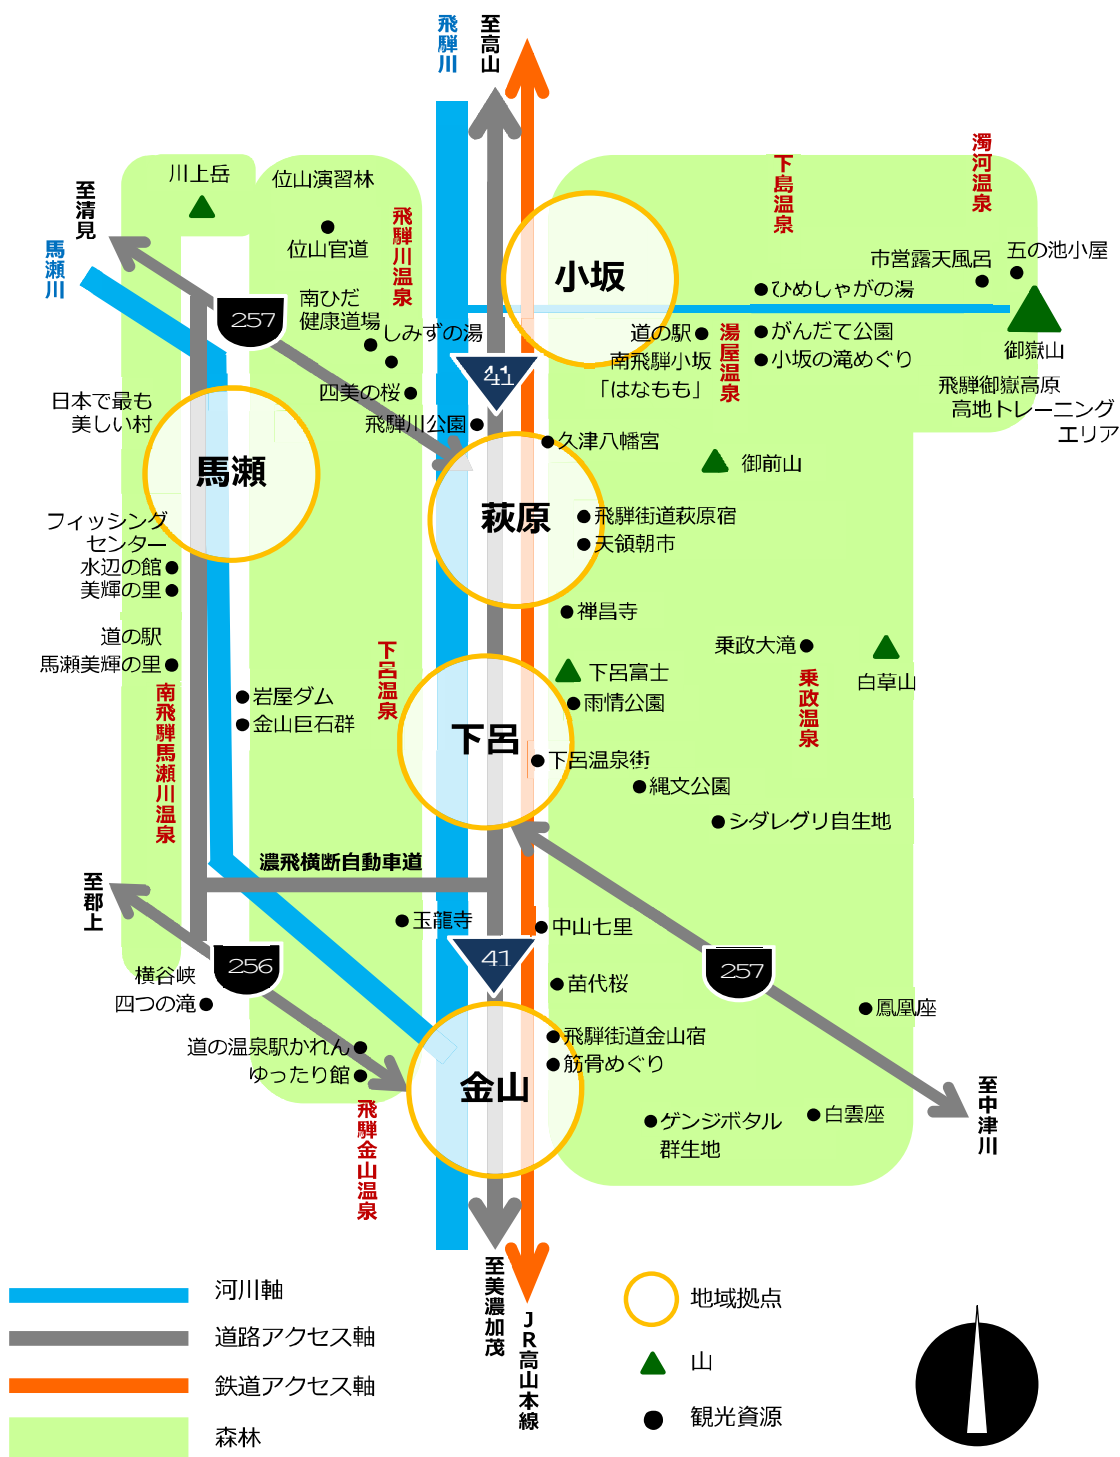 飛騨川
至高山
濁河温泉
下島温泉
川上岳
位山演習林
至清見
飛騨川温泉
位山官道
馬瀬川
五の池小屋
市営露天風呂
小坂
ひめしゃがの湯
南ひだ
健康道場
257
しみずの湯
道の駅
南飛騨小坂
「はなもも」
湯屋温泉
がんだて公園
小坂の滝めぐり
御嶽山
41
四美の桜
飛騨御嶽高原
高地トレーニング
エリア
日本で最も
美しい村
飛騨川公園
久津八幡宮
御前山
馬瀬
萩原
飛騨街道萩原宿
天領朝市
フィッシング
センター
水辺の館
美輝の里
禅昌寺
道の駅
馬瀬美輝の里
下呂温泉
下呂富士
雨情公園
乗政大滝
白草山
乗政温泉
南飛騨馬瀬川温泉
岩屋ダム
金山巨石群
下呂
下呂温泉街
縄文公園
シダレグリ自生地
濃飛横断自動車道
至郡上
玉龍寺
中山七里
256
41
257
横谷峡
四つの滝
苗代桜
鳳凰座
道の温泉駅かれん
ゆったり館
飛騨街道金山宿
筋骨めぐり
金山
飛騨金山温泉
ゲンジボタル
群生地
白雲座
至中津川
至美濃加茂
JR高山本線
河川軸
道路アクセス軸
鉄道アクセス軸
森林
地域拠点
山
観光資源